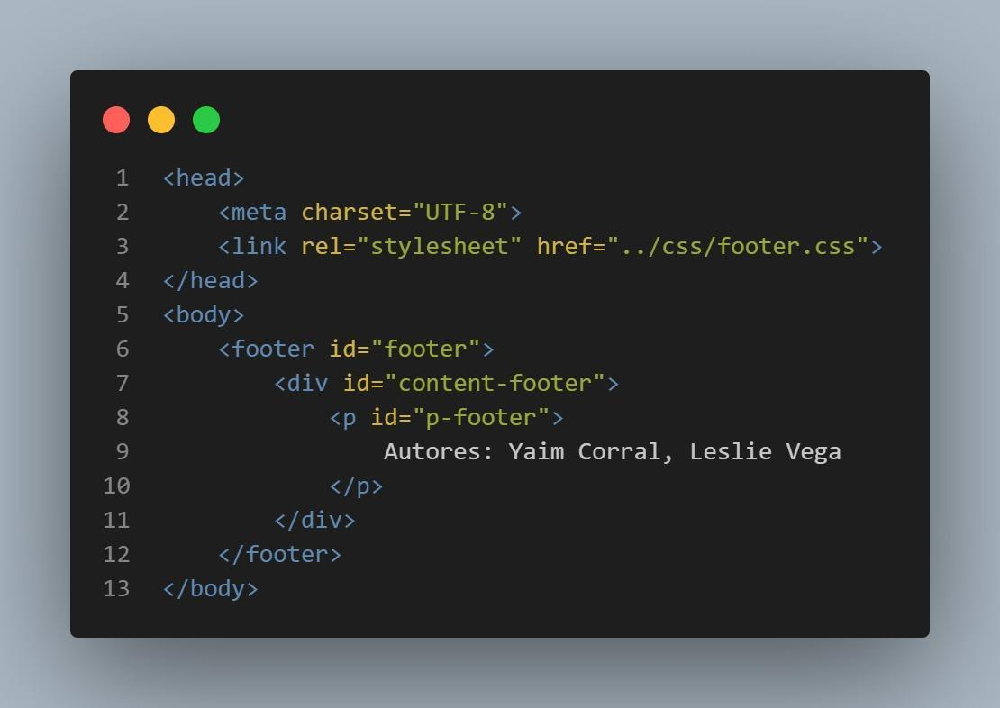 1 <head>
2     <meta charset="UTF-8">
3     <link rel="stylesheet" href="../css/footer.css">
4 </head>
5 <body>
6     <footer id="footer">
7         <div id="content-footer">
8             <p id="p-footer">
9                 Autores: Yaim Corral, Leslie Vega
10             </p>
11         </div>
12     </footer>
13 </body>